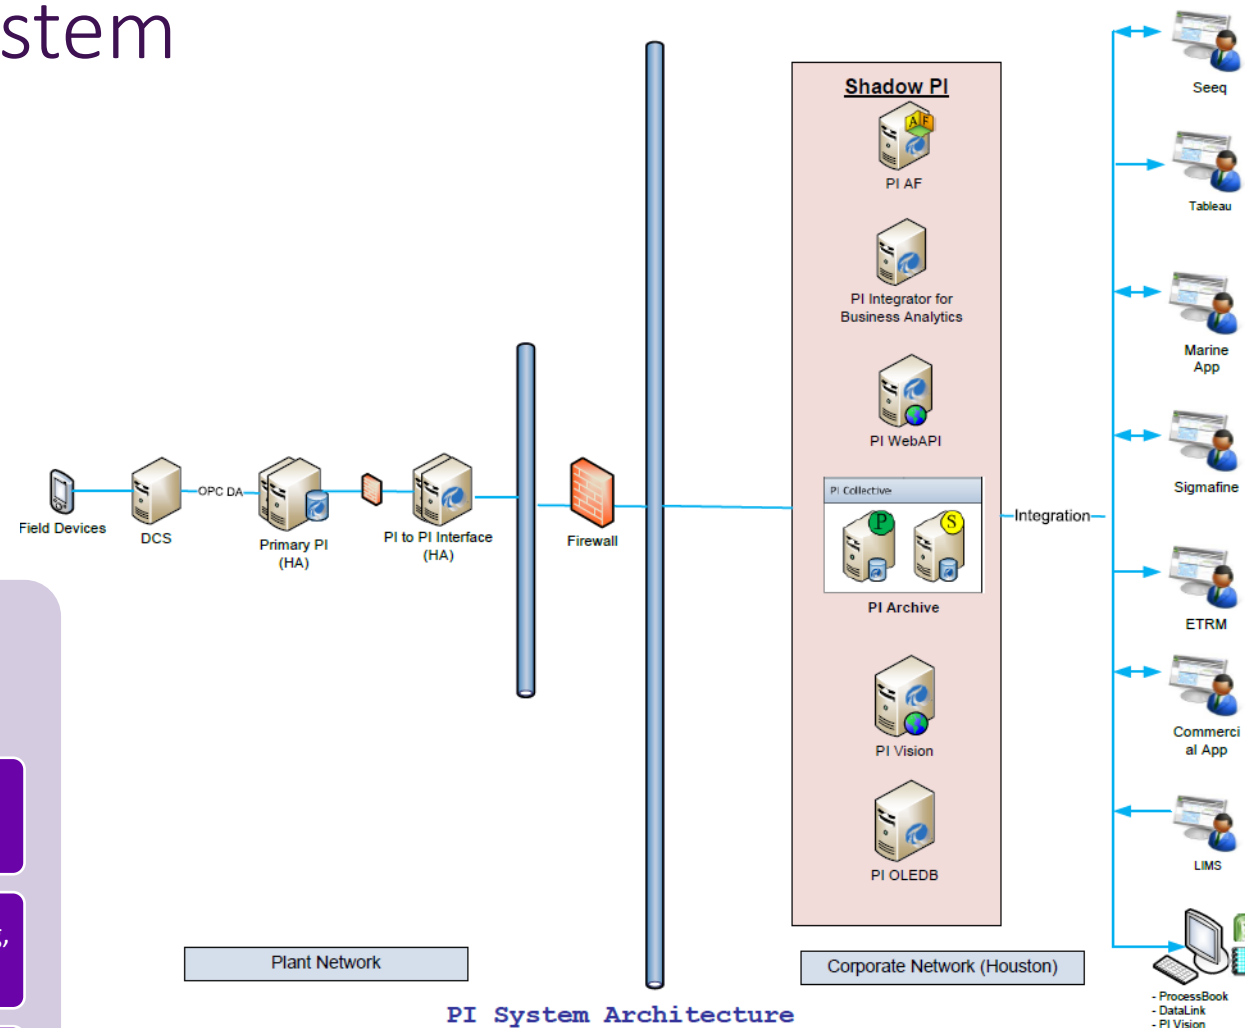 stem
Shadow PI
A F
PI AF
PI Integrator for
Business Analytics
PI WebAPI
PI Collective
P
S
PI Archive
PI Vision
PI OLEDB
Field Devices
DCS
OPC DA
Primary PI
(HA)
PI to PI Interface
(HA)
Firewall
Integration
Seeq
Tableau
Marine
App
Sigmafine
ETRM
Commerci
al App
LIMS
- ProcessBook
- DataLink
- PI Vision
Plant Network
Corporate Network (Houston)
PI System Architecture